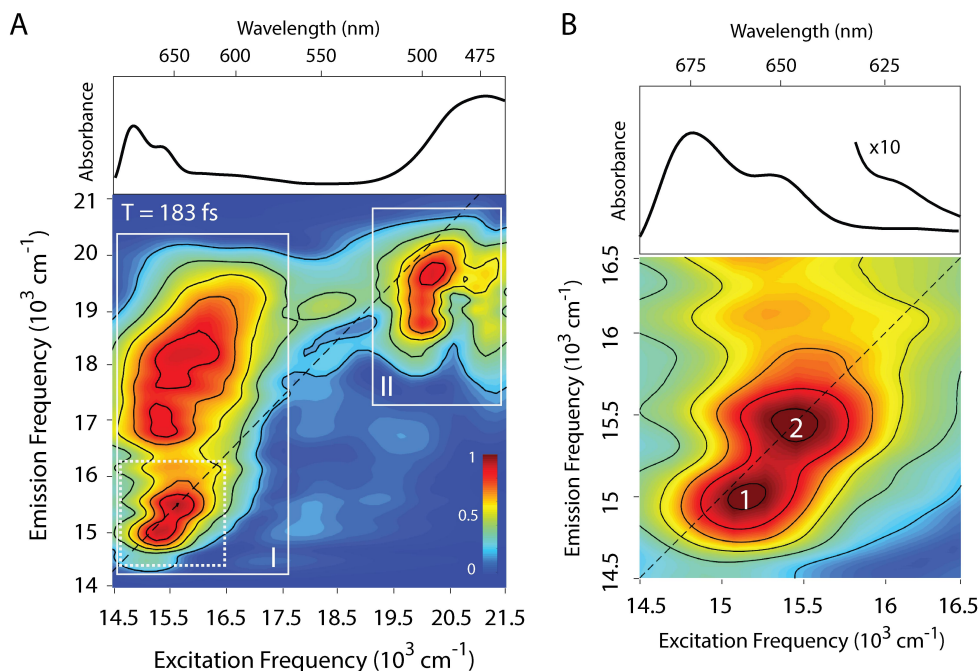 A
Wavelength (nm)
650 600 550 500 475
Absorbance
T = 183 fs
21
20
19
18
17
16
15
14
Emission Frequency (10³ cm⁻¹)
II
I
1
0.5
0
14.5 15.5 16.5 17.5 18.5 19.5 20.5 21.5
Excitation Frequency (10³ cm⁻¹)
B
Wavelength (nm)
675 650 625
Absorbance
x10
16.5
16
15.5
15
14.5
Emission Frequency (10³ cm⁻¹)
2
1
14.5 15 15.5 16 16.5
Excitation Frequency (10³ cm⁻¹)